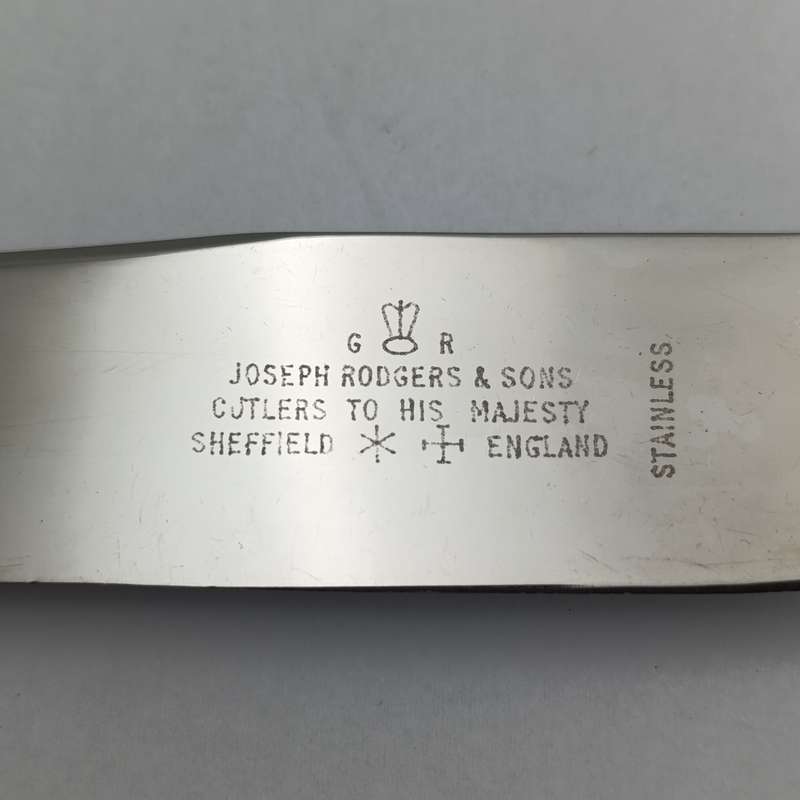 G R
JOSEPH RODGERS & SONS
CUTLERS TO HIS MAJESTY
SHEFFIELD ENGLAND
STAINLESS